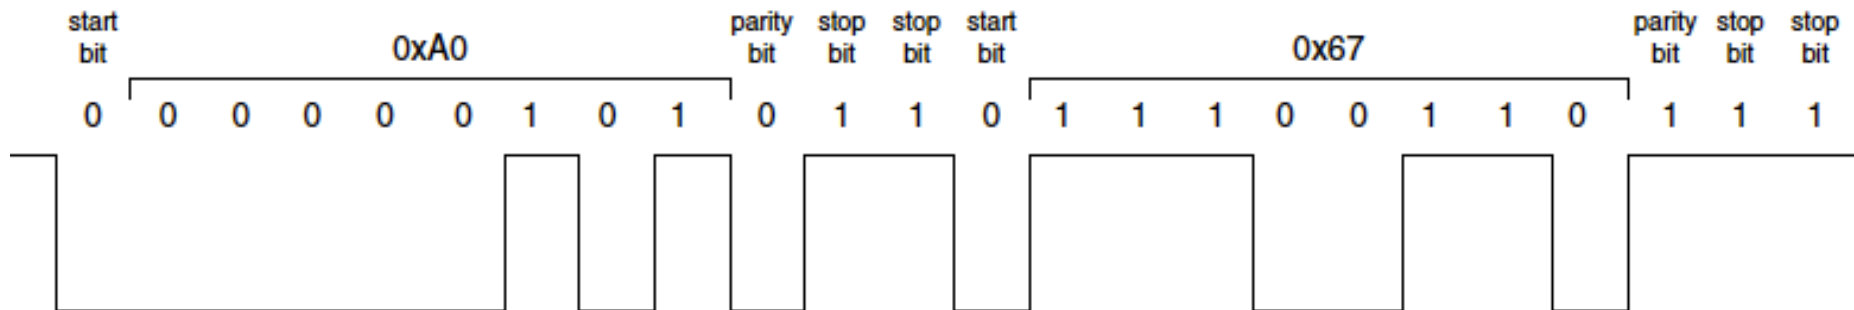 start parity stop stop start parity stop stop
bit 0xA0 bit bit bit bit 0x67 bit bit bit
0 0 0 0 0 0 1 0 1 0 1 1 0 1 1 1 0 0 1 1 0 1 1 1